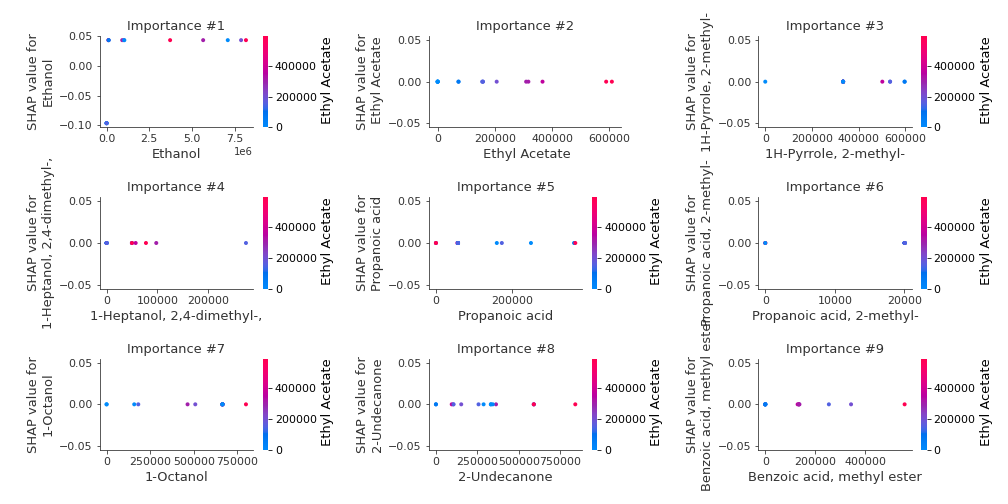 Importance #1
SHAP value for
Ethanol
0.05
0.00
−0.05
−0.10
0.0
2.5
5.0
7.5
1e6
Ethanol
400000
200000
0
Ethyl Acetate
Importance #2
SHAP value for
Ethyl Acetate
0.05
0.00
−0.05
0
200000
400000
600000
Ethyl Acetate
Importance #3
SHAP value for
1H-Pyrrole, 2-methyl-
0.05
0.00
−0.05
0
200000
400000
600000
1H-Pyrrole, 2-methyl-
400000
200000
0
Ethyl Acetate
Importance #4
SHAP value for
1-Heptanol, 2,4-dimethyl-,
0.05
0.00
−0.05
0
100000
200000
1-Heptanol, 2,4-dimethyl-,
400000
200000
0
Ethyl Acetate
Importance #5
SHAP value for
Propanoic acid
0.05
0.00
−0.05
0
200000
Propanoic acid
400000
200000
0
Ethyl Acetate
Importance #6
SHAP value for
Propanoic acid, 2-methyl-
0.05
0.00
−0.05
0
10000
20000
Propanoic acid, 2-methyl-
400000
200000
0
Ethyl Acetate
Importance #7
SHAP value for
1-Octanol
0.05
0.00
−0.05
0
250000
500000
750000
1-Octanol
400000
200000
0
Ethyl Acetate
Importance #8
SHAP value for
2-Undecanone
0.05
0.00
−0.05
0
250000
500000
750000
2-Undecanone
400000
200000
0
Ethyl Acetate
Importance #9
SHAP value for
Benzoic acid, methyl ester
0.05
0.00
−0.05
0
200000
400000
Benzoic acid, methyl ester
400000
200000
0
Ethyl Acetate